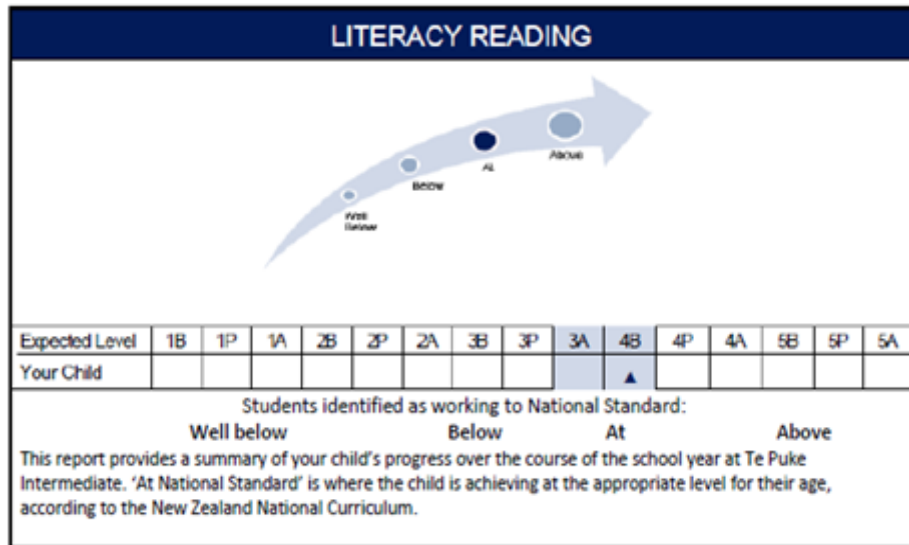 LITERACY READING
Above
At
Below
Well
Below
Expected Level 1B 1P 1A 2B 2P 2A 3B 3P 3A 4B 4P 4A 5B 5P 5A
Your Child ▲
Students identified as working to National Standard:
Well below Below At Above
This report provides a summary of your child's progress over the course of the school year at Te Puke
Intermediate. 'At National Standard' is where the child is achieving at the appropriate level for their age,
according to the New Zealand National Curriculum.